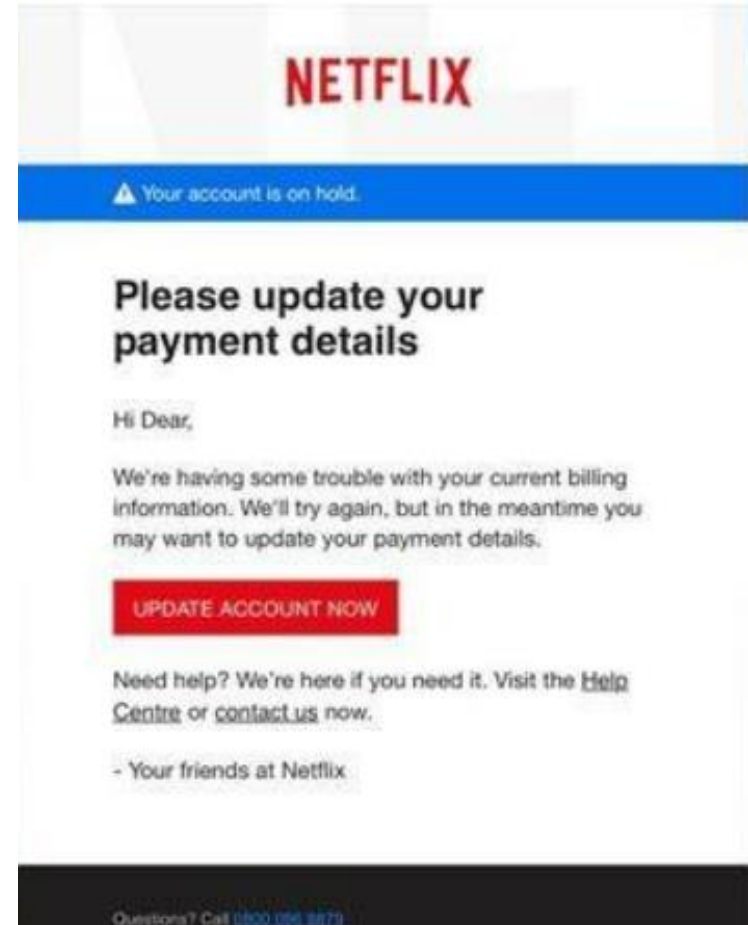 NETFLIX
Your account is on hold.
Please update your
payment details
Hi Dear,
We're having some trouble with your current billing
information. We'll try again, but in the meantime you
may want to update your payment details.
UPDATE ACCOUNT NOW
Need help? We're here if you need it. Visit the Help
Centre or contact us now.
- Your friends at Netflix
Questions? Call 0800